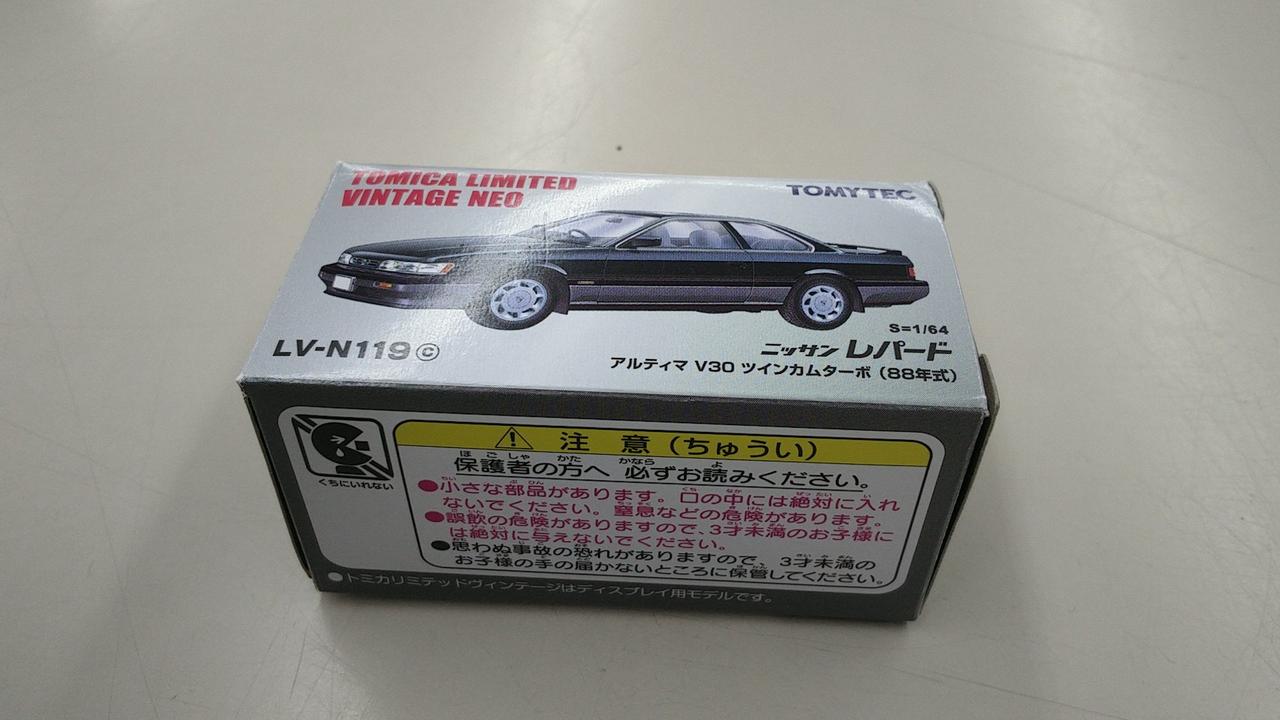 TOMICA LIMITED
VINTAGE NEO
TOMYTEC
S=1/64
LV-N119 ©
ニッサン レパード
アルティマ V30 ツインカムターボ (88年式)
くちにいれない
注 意 (ちゅうい)
保護者の方へ 必ずお読みください。
●小さな部品があります。口の中には絶対に入れ
ないでください。窒息などの危険があります。
●誤飲の危険がありますので、3才未満のお子様に
は絶対に与えないでください。
●思わぬ事故の恐れがありますので、3才未満の
お子様の手の届かないところに保管してください。
●トミカリミテッドヴィンテージはディスプレイ用モデルです。